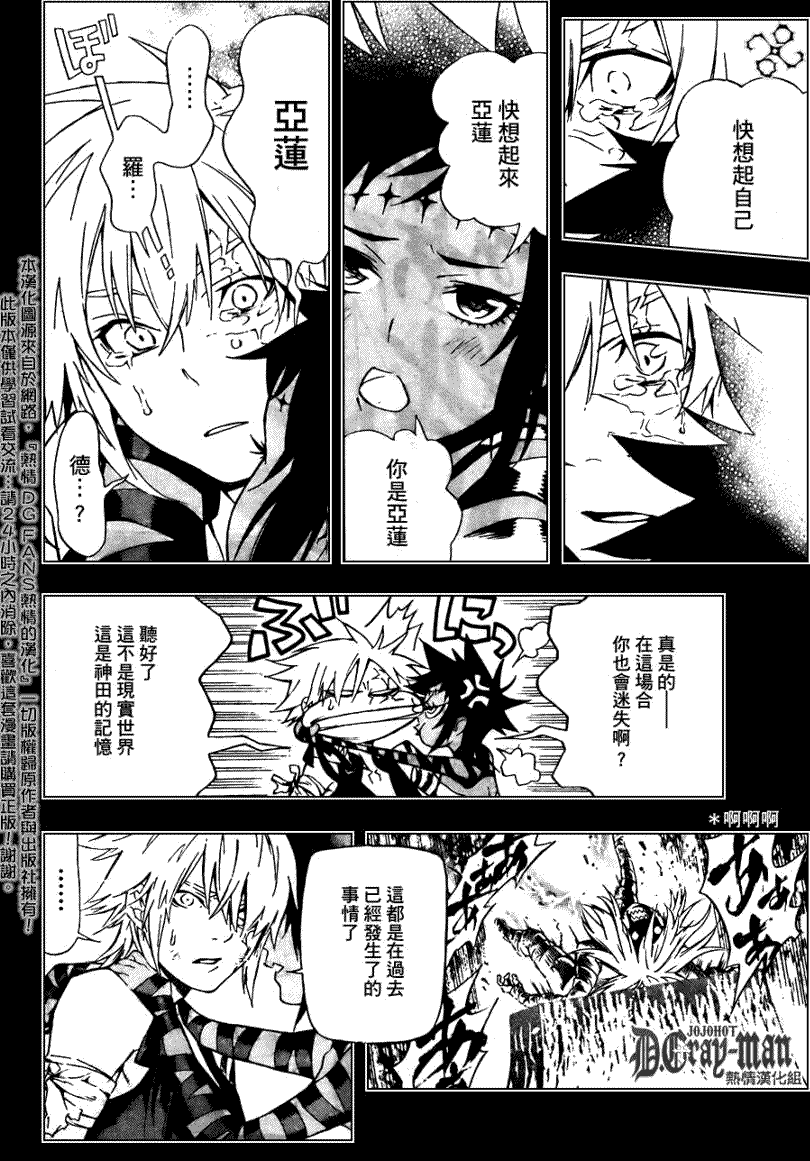 快想起自己
快想起來
亞蓮
你是亞蓮
亞蓮
……
羅…
ぼ
德…？
真是的——
在這場合
你也會迷失啊？
にっ
ぶ
聽好了
這不是現實世界
這是神田的記憶
＊啊啊啊
ああ
ああ
這都是在過去
已經發生了的
事情了
……
JOJOHOT
D.Gray-man
熱情漢化組
本漢化圖源來自於網路，『熱情DG FANS熱情的漢化』一切版權歸原作者與出版社擁有！
此版本僅供學習試看交流…請24小時之內消除，喜歡這套漫畫請購買正版！謝謝。